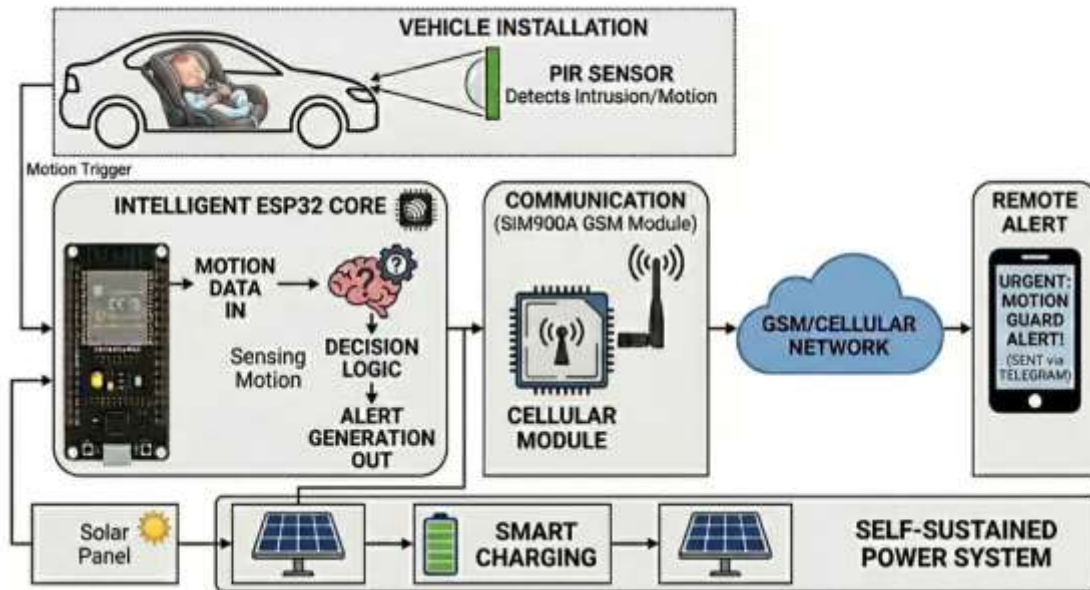 VEHICLE INSTALLATION
PIR SENSOR
Detects Intrusion/Motion
Motion Trigger
INTELLIGENT ESP32 CORE
MOTION
DATA
IN
Sensing
Motion
? ?
DECISION
LOGIC
ALERT
GENERATION
OUT
COMMUNICATION
(SIM900A GSM Module)
CELLULAR
MODULE
GSM/CELLULAR
NETWORK
REMOTE
ALERT
URGENT:
MOTION
GUARD
ALERT!
(SENT via
TELEGRAM)
Solar
Panel
SMART
CHARGING
SELF-SUSTAINED
POWER SYSTEM